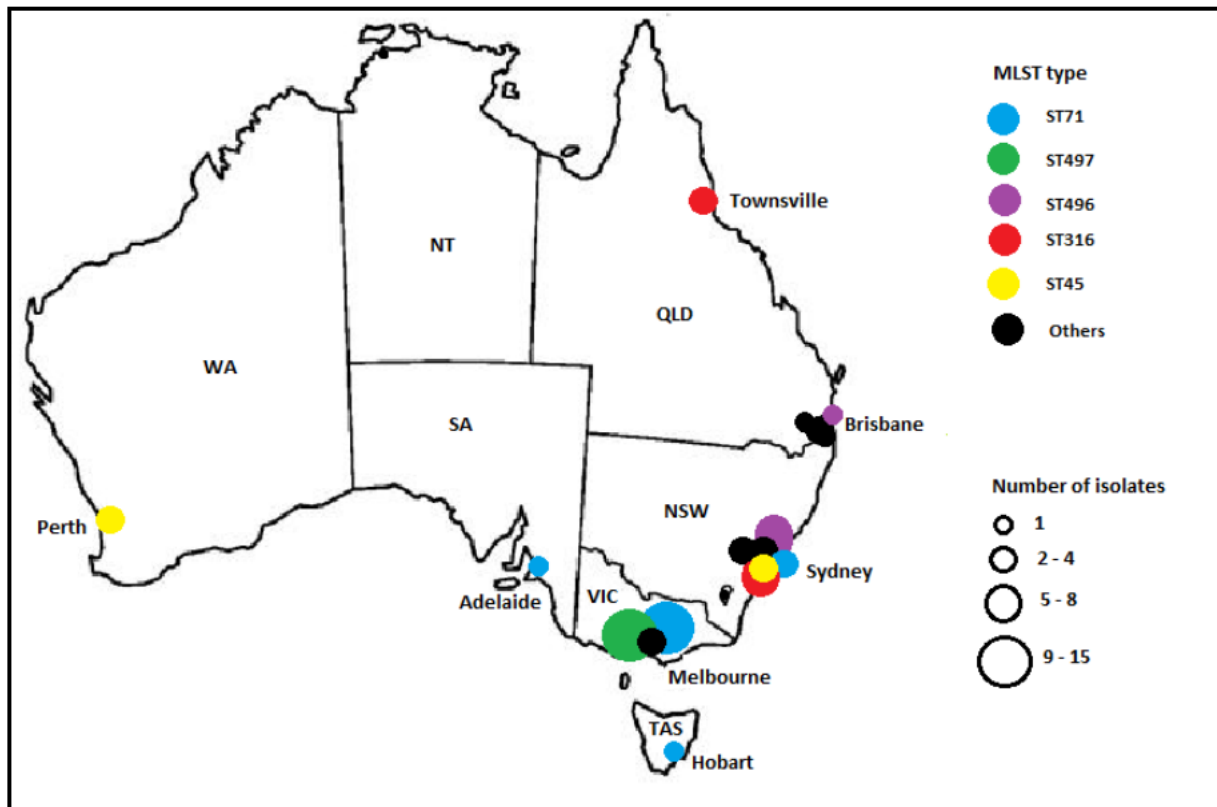 MLST type
ST71
ST497
ST496
ST316
ST45
Others
Townsville
NT
QLD
WA
SA
Brisbane
Number of isolates
1
2 - 4
5 - 8
9 - 15
NSW
Perth
Sydney
Adelaide
VIC
Melbourne
TAS
Hobart